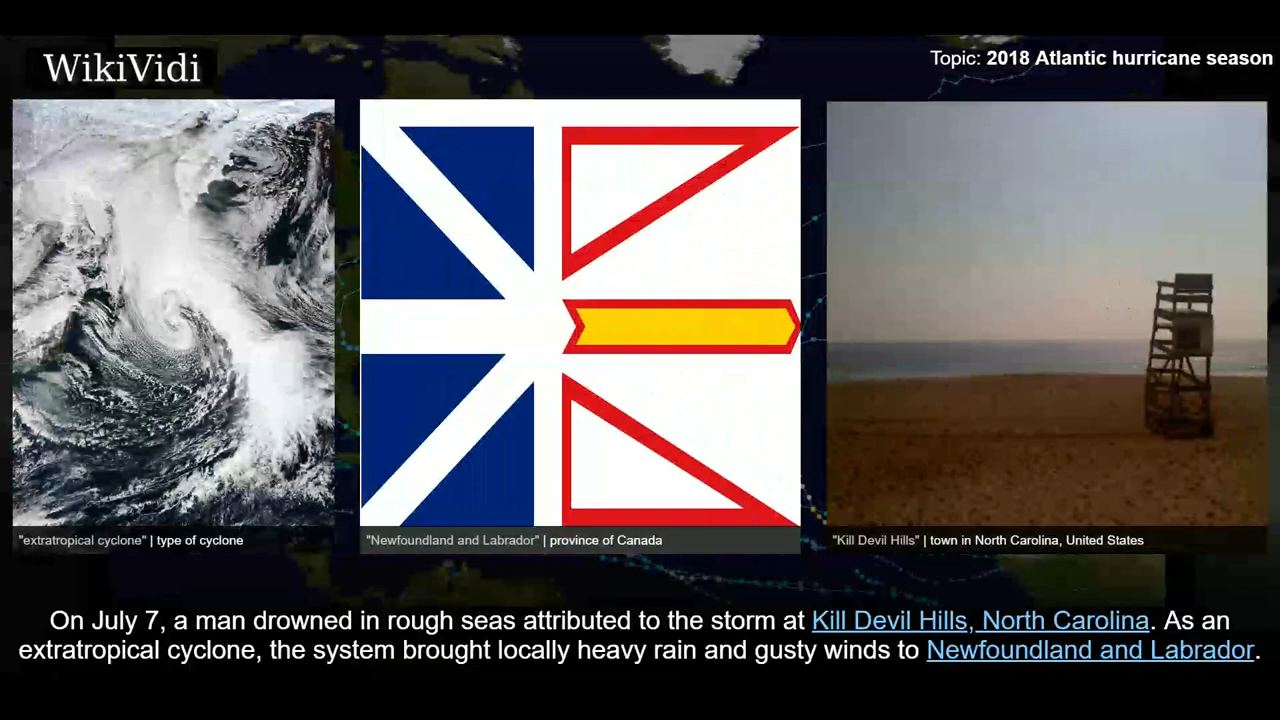 WikiVidi
Topic: 2018 Atlantic hurricane season
"extratropical cyclone" | type of cyclone
"Newfoundland and Labrador" | province of Canada
"Kill Devil Hills" | town in North Carolina, United States
On July 7, a man drowned in rough seas attributed to the storm at Kill Devil Hills, North Carolina. As an
extratropical cyclone, the system brought locally heavy rain and gusty winds to Newfoundland and Labrador.